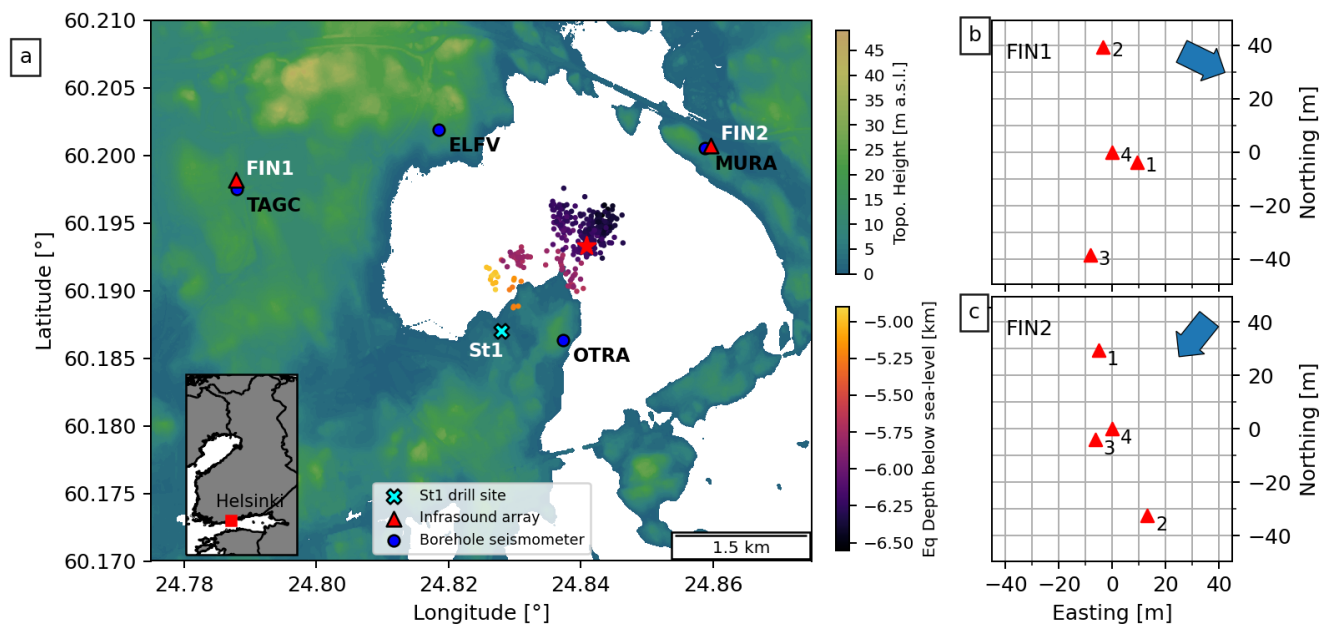 a
60.210
60.205
60.200
60.195
60.190
60.185
60.180
60.175
60.170
Latitude [°]
24.78
24.80
24.82
24.84
24.86
Longitude [°]
ELFV
FIN2
MURA
FIN1
TAGC
St1
OTRA
Helsinki
St1 drill site
Infrasound array
Borehole seismometer
1.5 km
45
40
35
30
25
20
15
10
5
0
Topo. Height [m a.s.l.]
−5.00
−5.25
−5.50
−5.75
−6.00
−6.25
−6.50
Eq Depth below sea-level [km]
b
FIN1
2
4
1
3
40
20
0
−20
−40
Northing [m]
c
FIN2
1
4
3
2
40
20
0
−20
−40
Northing [m]
−40
−20
0
20
40
Easting [m]